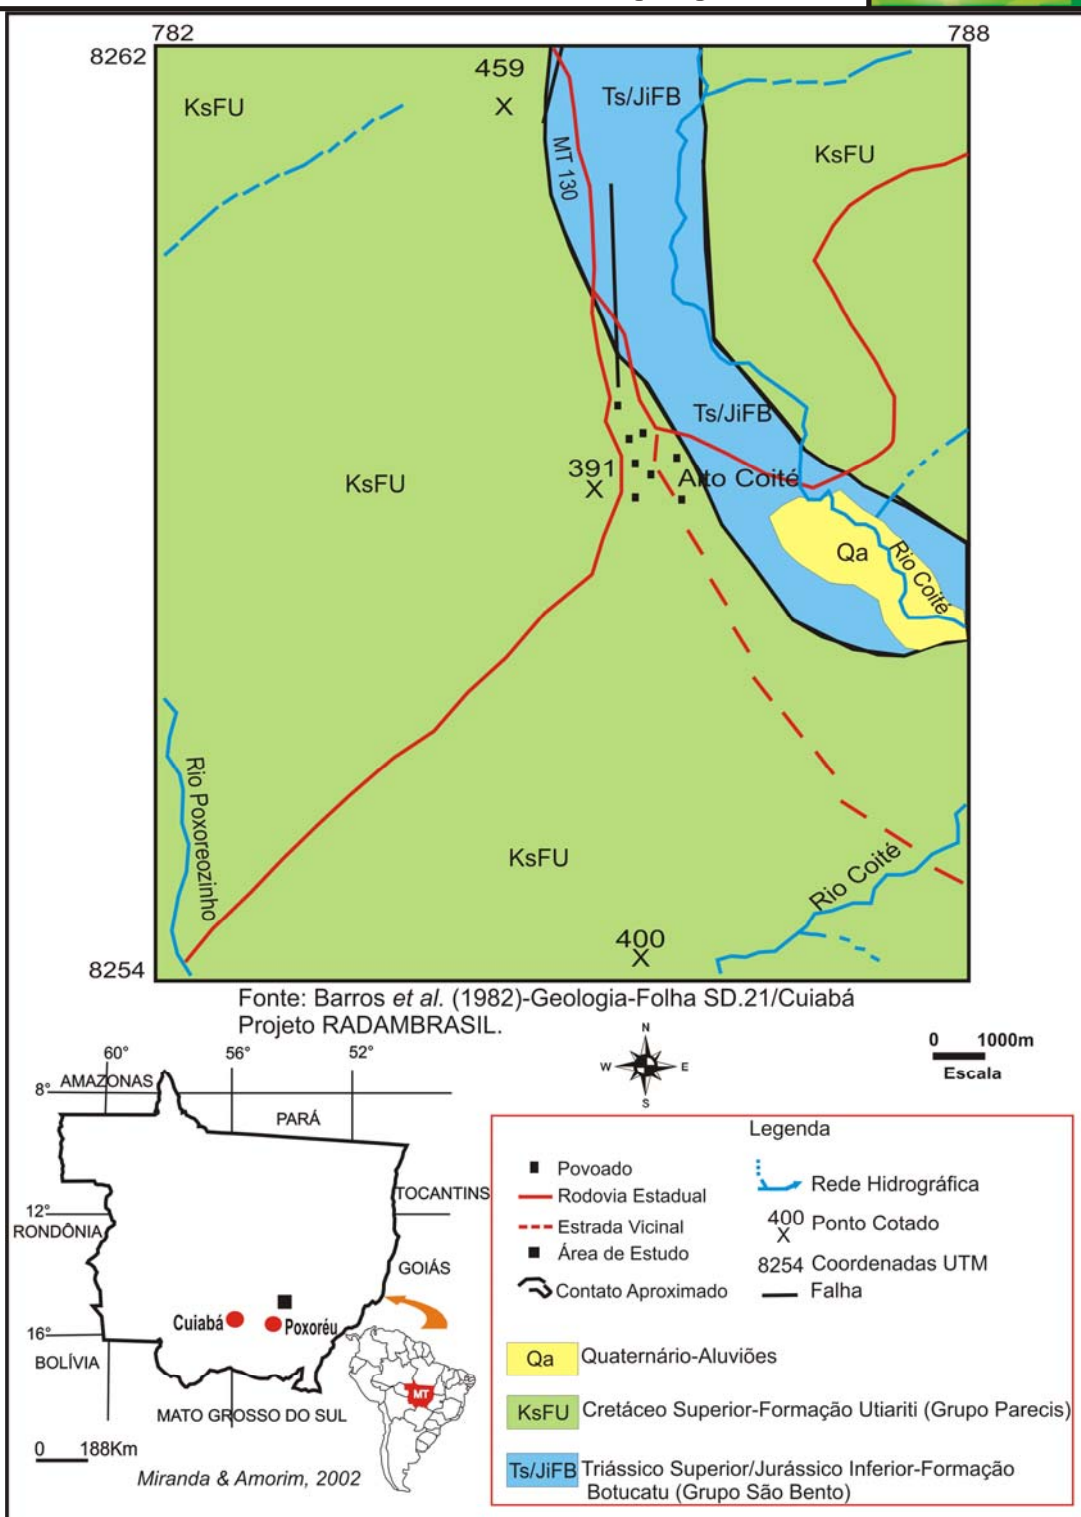 782
788
8262
459
X
KsFU
Ts/JiFB
MT 130
KsFU
Ts/JiFB
391
X
Alto Coité
KsFU
Qa
Rio Coité
Rio Poxoreozinho
KsFU
Rio Coité
400
X
8254
Fonte: Barros et al. (1982)-Geologia-Folha SD.21/Cuiabá
Projeto RADAMBRASIL.
60° 56° 52°
8°
AMAZONAS
PARÁ
TOCANTINS
12°
RONDÔNIA
GOIÁS
Cuiabá
Poxoréu
16°
BOLÍVIA
MATO GROSSO DO SUL
MT
0 188Km
Miranda & Amorim, 2002
N
W E
S
0 1000m
Escala
Legenda
Povoado
Rodovia Estadual
Estrada Vicinal
Área de Estudo
Contato Aproximado
Rede Hidrográfica
400
X
Ponto Cotado
8254 Coordenadas UTM
Falha
Qa Quaternário-Aluviões
KsFU Cretáceo Superior-Formação Utiariti (Grupo Parecis)
Ts/JiFB Triássico Superior/Jurássico Inferior-Formação
Botucatu (Grupo São Bento)